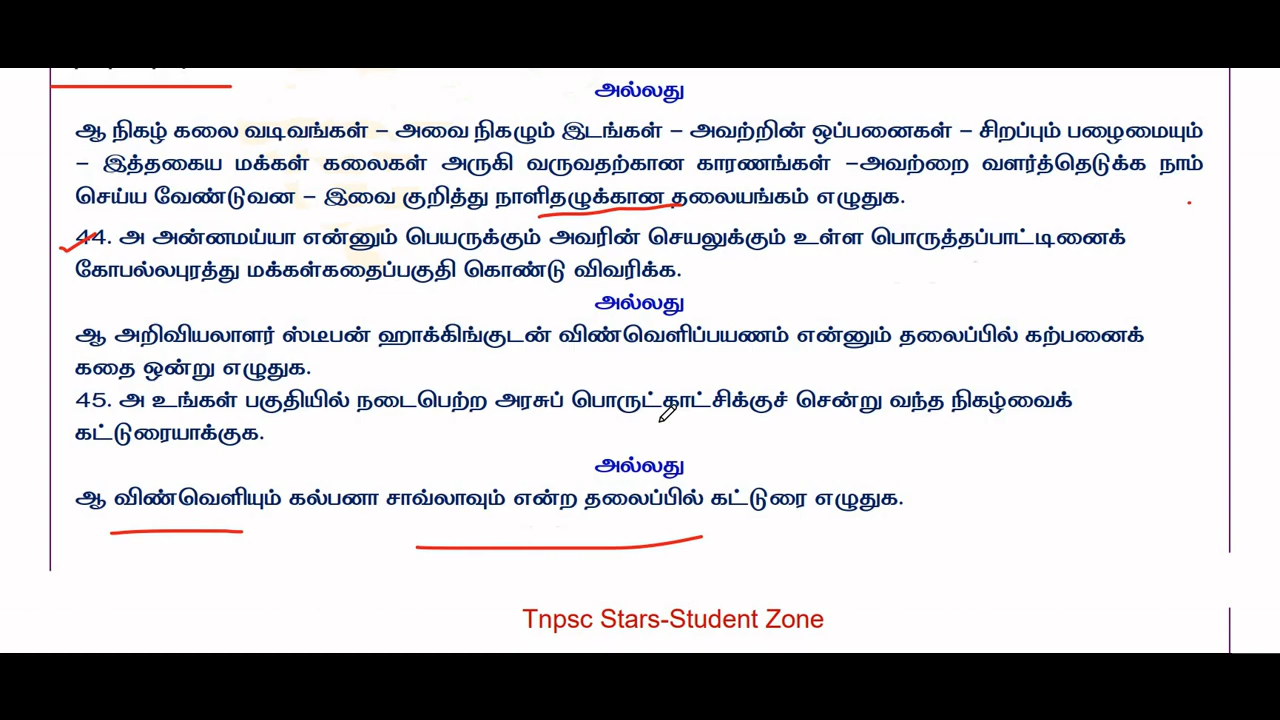 அல்லது
ஆ நிகழ் கலை வடிவங்கள் – அவை நிகழும் இடங்கள் – அவற்றின் ஒப்பனைகள் – சிறப்பும் பழைமையும்
– இத்தகைய மக்கள் கலைகள் அருகி வருவதற்கான காரணங்கள் –அவற்றை வளர்த்தெடுக்க நாம்
செய்ய வேண்டுவன – இவை குறித்து நாளிதழுக்கான தலையங்கம் எழுதுக.
44. அ அன்னமய்யா என்னும் பெயருக்கும் அவரின் செயலுக்கும் உள்ள பொருத்தப்பாட்டினைக்
கோபல்லபுரத்து மக்கள்கதைப்பகுதி கொண்டு விவரிக்க.
அல்லது
ஆ அறிவியலாளர் ஸ்டீபன் ஹாக்கிங்குடன் விண்வெளிப்பயணம் என்னும் தலைப்பில் கற்பனைக்
கதை ஒன்று எழுதுக.
45. அ உங்கள் பகுதியில் நடைபெற்ற அரசுப் பொருட்காட்சிக்குச் சென்று வந்த நிகழ்வைக்
கட்டுரையாக்குக.
அல்லது
ஆ விண்வெளியும் கல்பனா சாவ்லாவும் என்ற தலைப்பில் கட்டுரை எழுதுக.
Tnpsc Stars-Student Zone